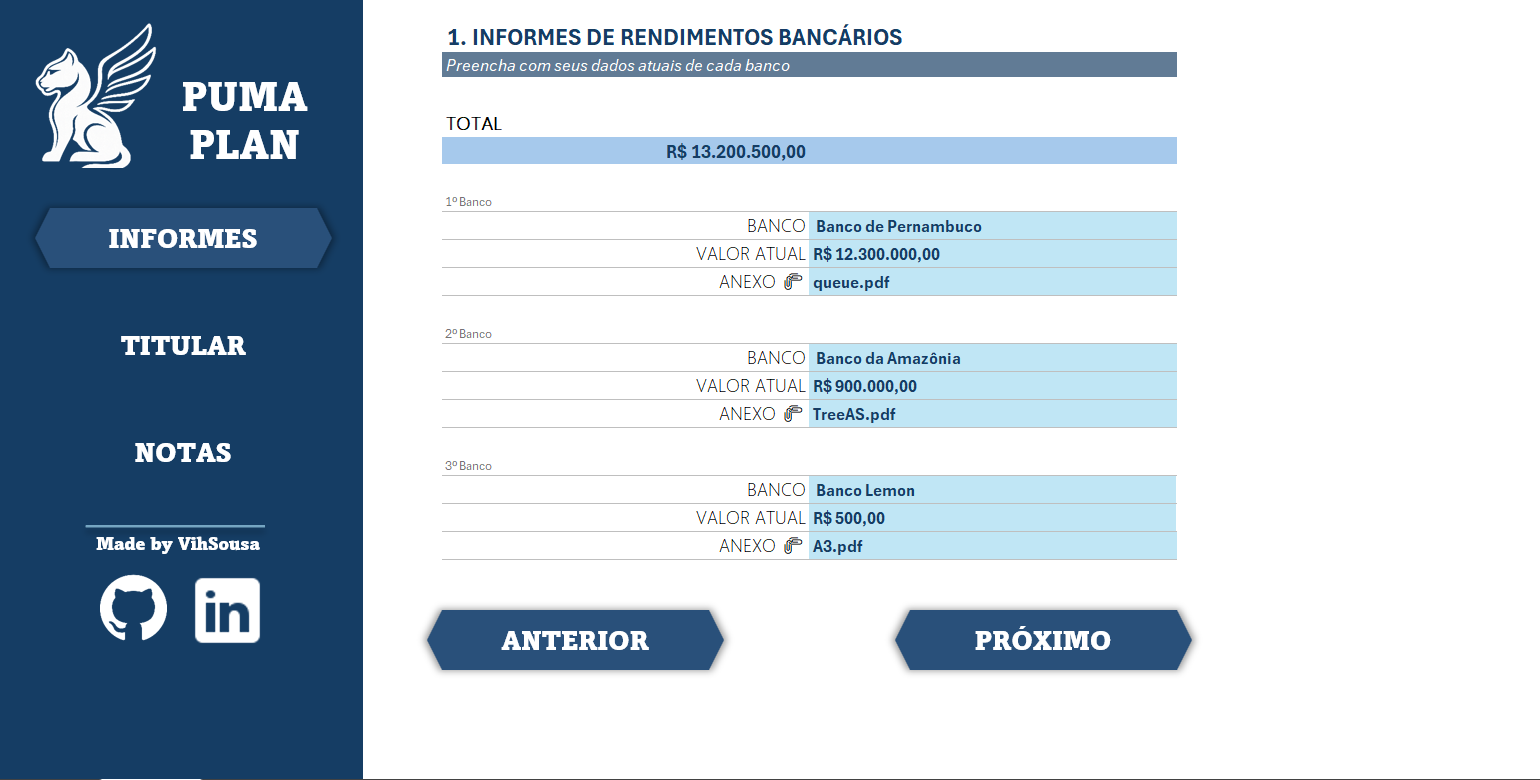 PUMA
PLAN
INFORMES
TITULAR
NOTAS
Made by VihSousa
in
1. INFORMES DE RENDIMENTOS BANCÁRIOS
Preencha com seus dados atuais de cada banco
TOTAL
R$ 13.200.500,00
1º Banco
BANCO Banco de Pernambuco
VALOR ATUAL R$ 12.300.000,00
ANEXO queue.pdf
2º Banco
BANCO Banco da Amazônia
VALOR ATUAL R$ 900.000,00
ANEXO TreeAS.pdf
3º Banco
BANCO Banco Lemon
VALOR ATUAL R$ 500,00
ANEXO A3.pdf
ANTERIOR
PRÓXIMO